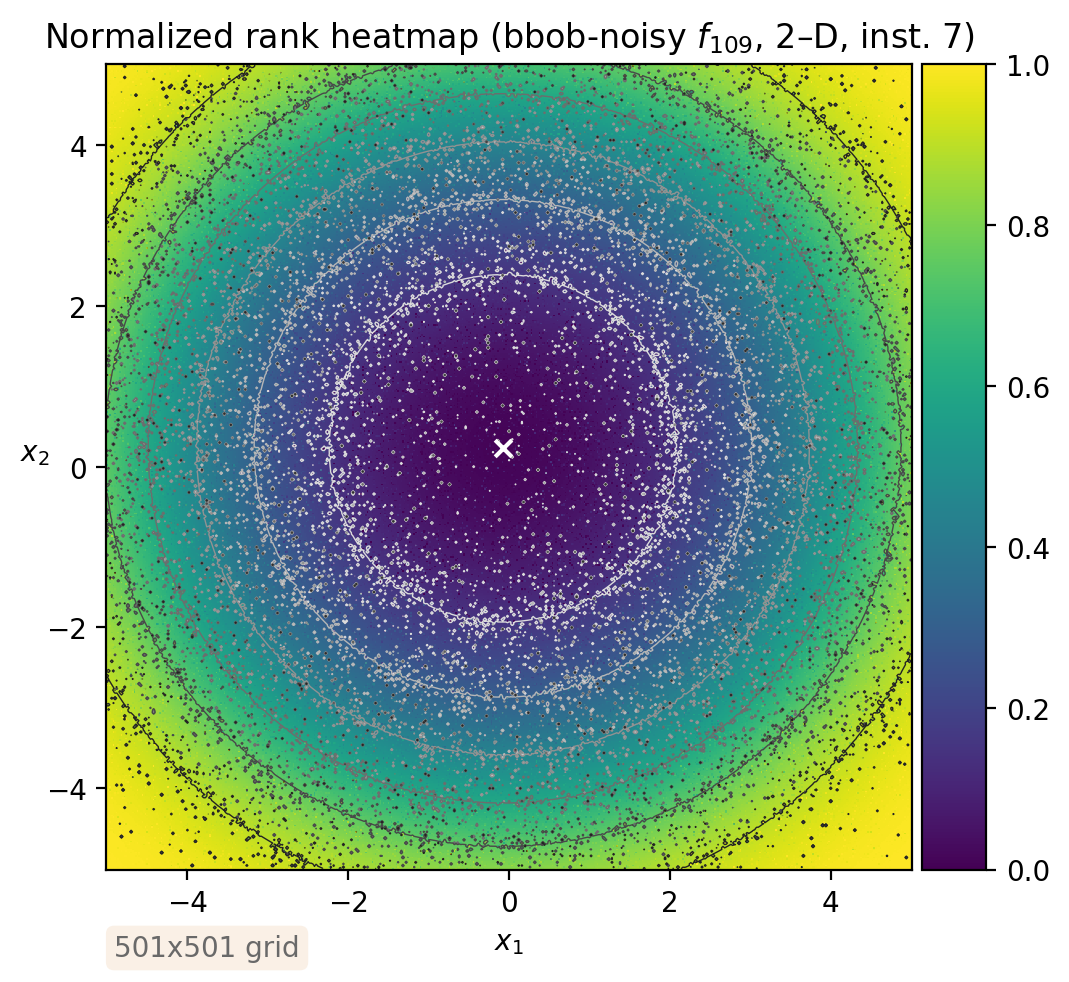 Normalized rank heatmap (bbob-noisy f₁₀₉, 2–D, inst. 7)
1.0
0.8
0.6
0.4
0.2
0.0
4
2
0
−2
−4
x₂
−4 −2 0 2 4
x₁
501x501 grid